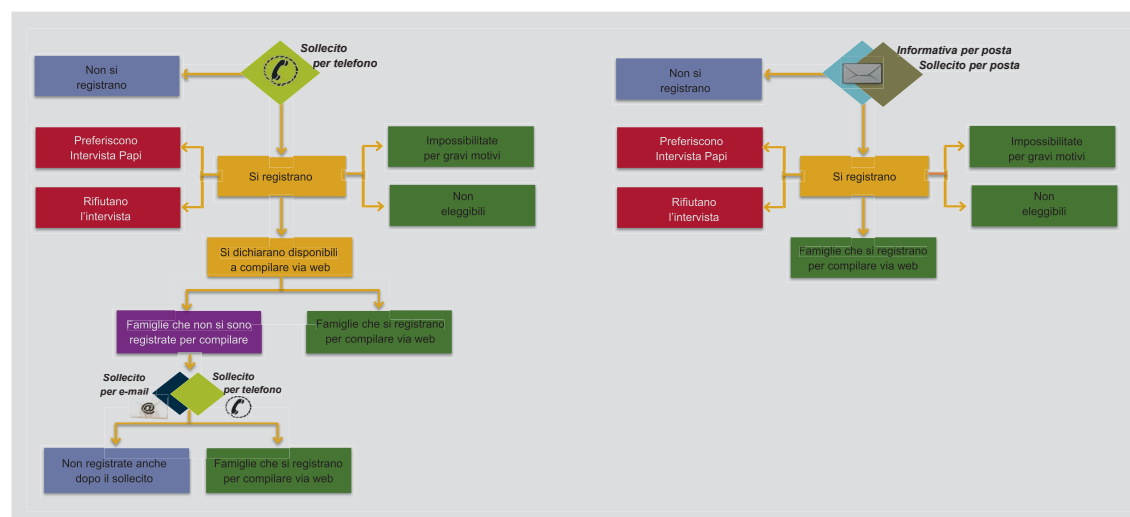 Sollecito
per telefono
Non si
registrano
Preferiscono
Intervista Papi
Impossibilitate
per gravi motivi
Si registrano
Rifiutano
l'intervista
Non
eleggibili
Si dichiarano disponibili
a compilare via web
Famiglie che non si sono
registrate per compilare
Famiglie che si registrano
per compilare via web
Sollecito
per e-mail
@
Sollecito
per telefono
Non registrate anche
dopo il sollecito
Famiglie che si registrano
per compilare via web
Informativa per posta
Sollecito per posta
Non si
registrano
Preferiscono
Intervista Papi
Impossibilitate
per gravi motivi
Si registrano
Rifiutano
l'intervista
Non
eleggibili
Famiglie che si registrano
per compilare via web